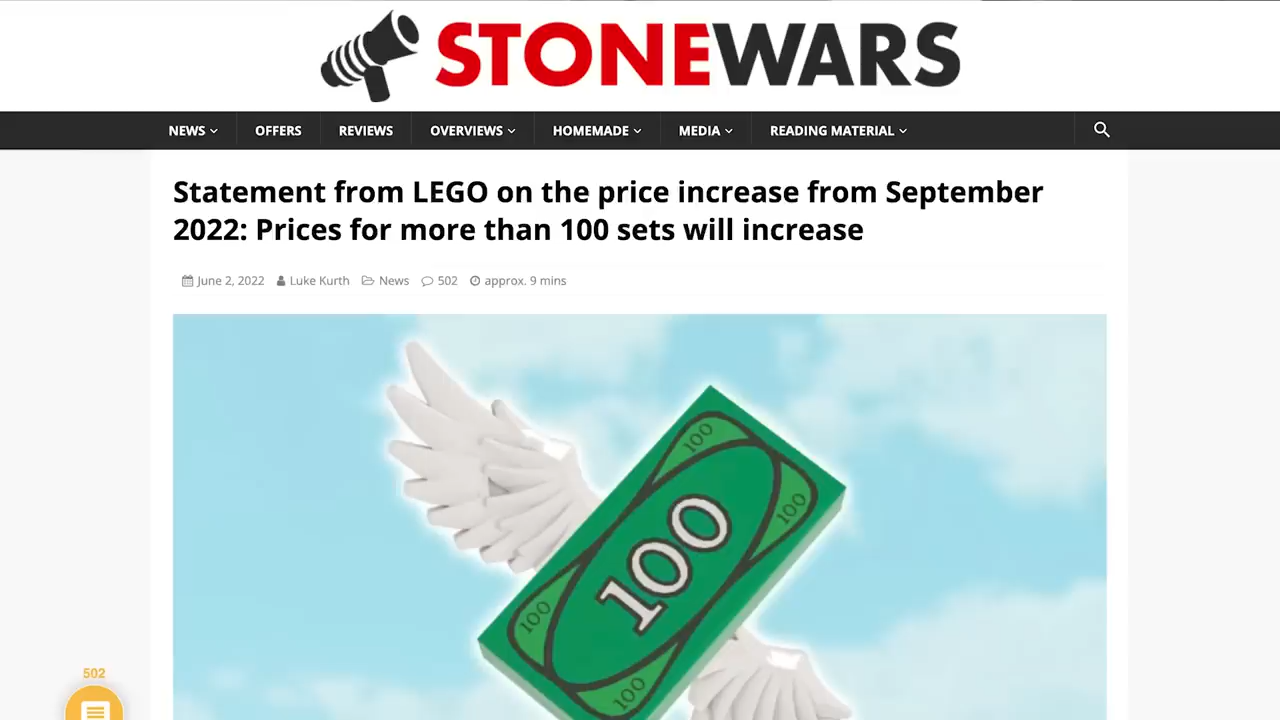 STONEWARS
NEWS OFFERS REVIEWS OVERVIEWS HOMEMADE MEDIA READING MATERIAL
Statement from LEGO on the price increase from September
2022: Prices for more than 100 sets will increase
June 2, 2022 Luke Kurth News 502 approx. 9 mins
100
100
100
100
100
502